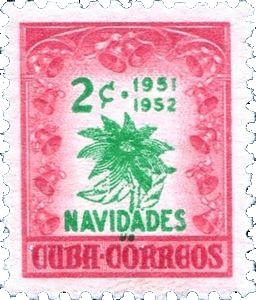 2¢. 1951
1952
NAVIDADES
CUBA-CORREOS